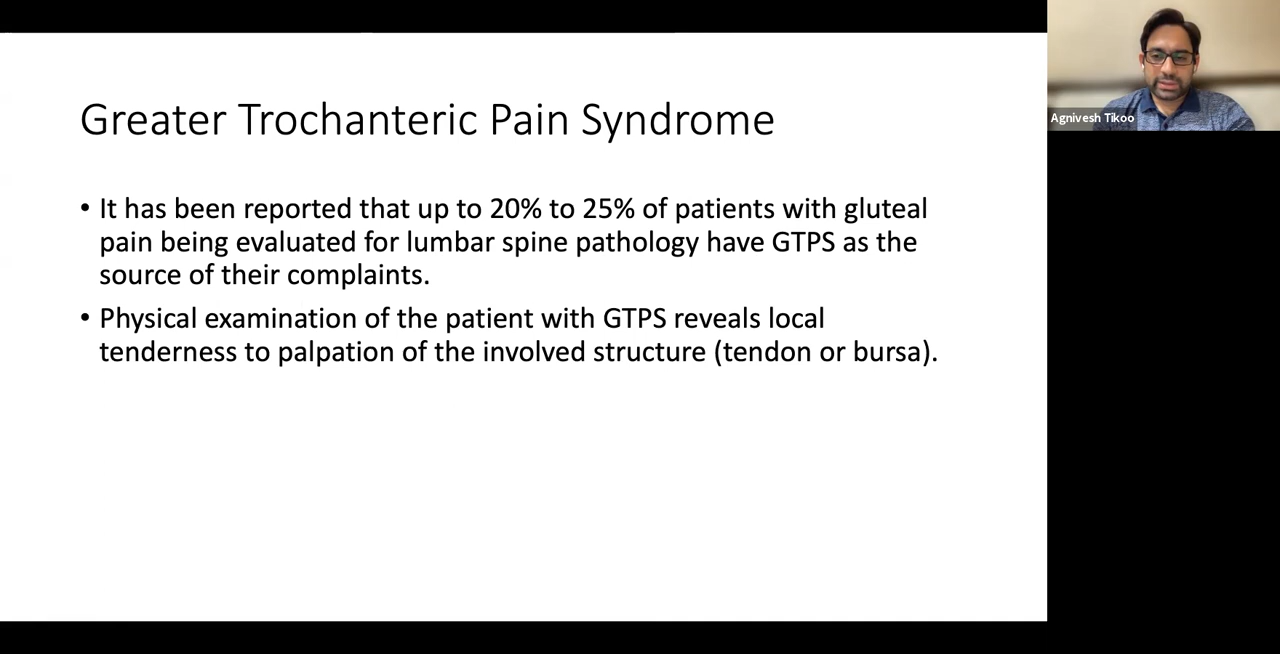 Greater Trochanteric Pain Syndrome
• It has been reported that up to 20% to 25% of patients with gluteal
pain being evaluated for lumbar spine pathology have GTPS as the
source of their complaints.
• Physical examination of the patient with GTPS reveals local
tenderness to palpation of the involved structure (tendon or bursa).
Agnivesh Tikoo